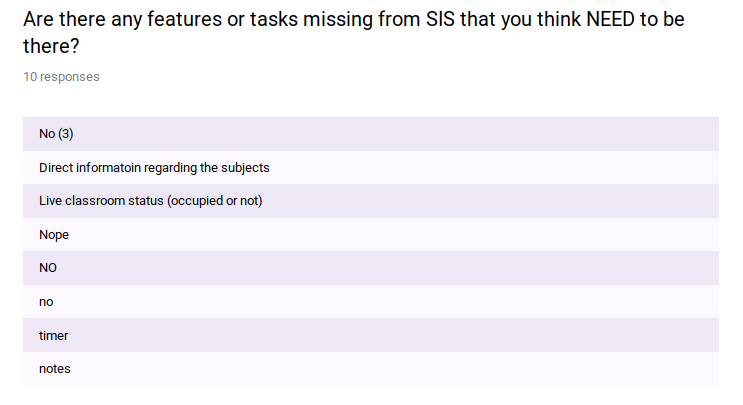 Are there any features or tasks missing from SIS that you think NEED to be
there?
10 responses
No (3)
Direct informatoin regarding the subjects
Live classroom status (occupied or not)
Nope
NO
no
timer
notes